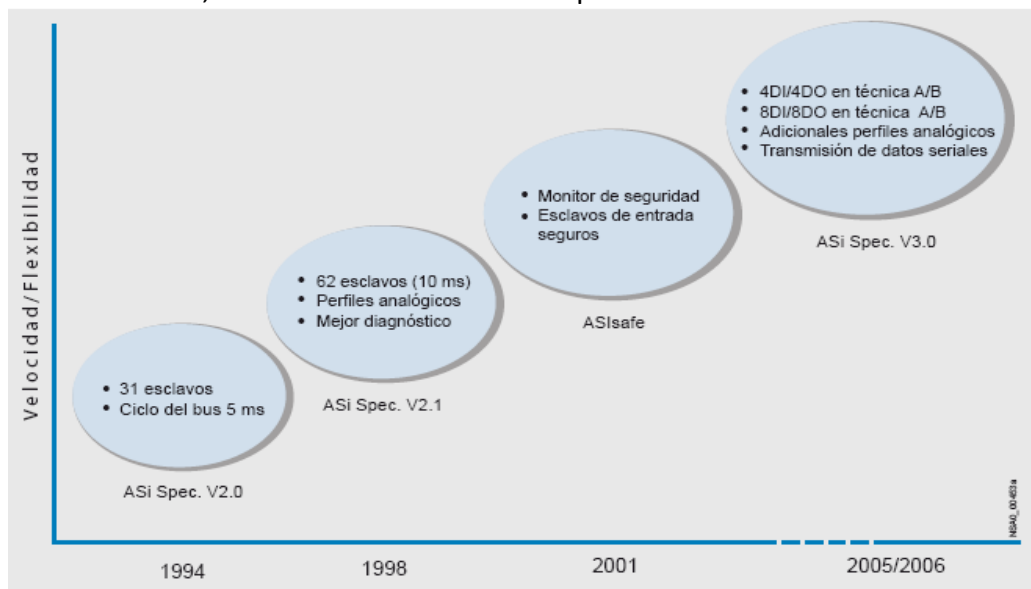 • 4DI/4DO en técnica A/B
• 8DI/8DO en técnica A/B
• Adicionales perfiles analógicos
• Transmisión de datos seriales
ASi Spec. V3.0
• Monitor de seguridad
• Esclavos de entrada
seguros
ASIsafe
• 62 esclavos (10 ms)
• Perfiles analógicos
• Mejor diagnóstico
ASi Spec. V2.1
• 31 esclavos
• Ciclo del bus 5 ms
ASi Spec. V2.0
Velocidad/Flexibilidad
NSA0_00463a
1994
1998
2001
2005/2006